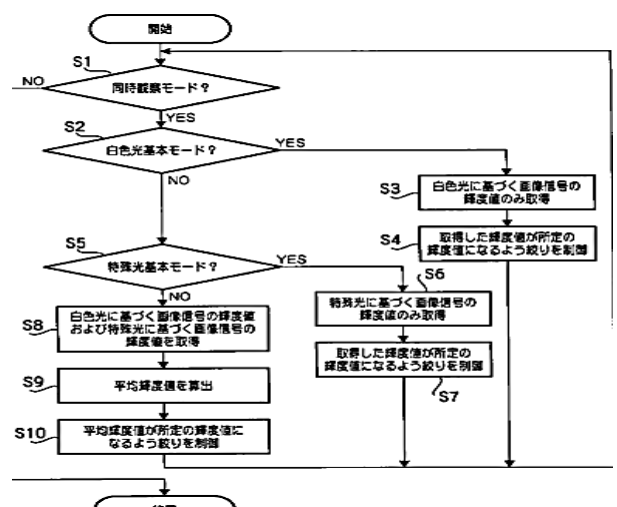 開始
S1
同時観察モード?
NO
YES
S2
白色光基本モード?
YES
NO
S3
白色光に基づく画像信号の
輝度値のみ取得
S4
取得した輝度値が所定の
輝度値になるよう絞りを制御
S5
特殊光基本モード?
YES
NO
S6
特殊光に基づく画像信号の
輝度値のみ取得
S7
取得した輝度値が所定の
輝度値になるよう絞りを制御
S8
白色光に基づく画像信号の輝度値
および特殊光に基づく画像信号の
輝度値を取得
S9
平均輝度値を算出
S10
平均輝度値が所定の輝度値に
なるよう絞りを制御